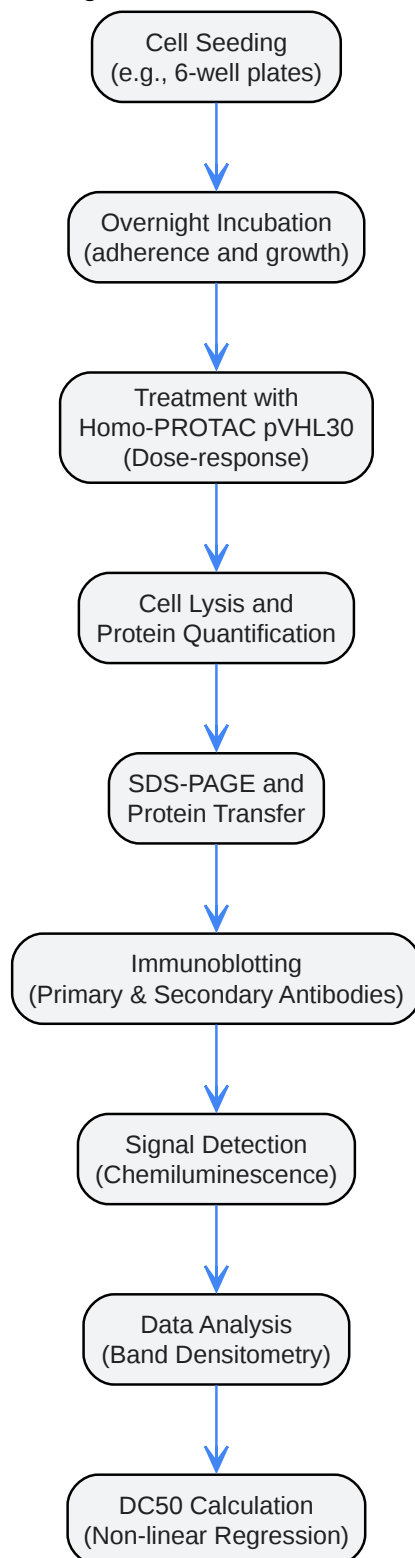 Cell Seeding
(e.g., 6-well plates)
Overnight Incubation
(adherence and growth)
Treatment with
Homo-PROTAC pVHL30
(Dose-response)
Cell Lysis and
Protein Quantification
SDS-PAGE and
Protein Transfer
Immunoblotting
(Primary & Secondary Antibodies)
Signal Detection
(Chemiluminescence)
Data Analysis
(Band Densitometry)
DC50 Calculation
(Non-linear Regression)